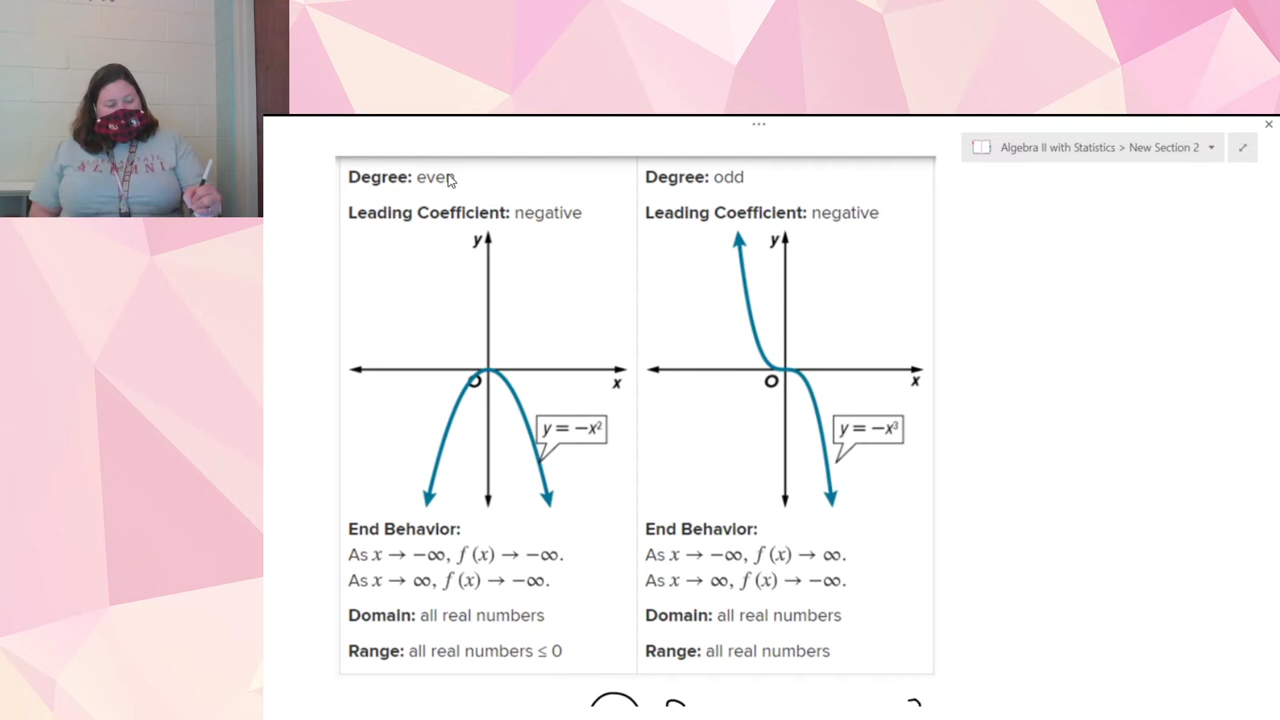 ALUMNI
Algebra II with Statistics > New Section 2
Degree: even
Leading Coefficient: negative
y
O
x
y = −x²
End Behavior:
As x → −∞, f (x) → −∞.
As x → ∞, f (x) → −∞.
Domain: all real numbers
Range: all real numbers ≤ 0
Degree: odd
Leading Coefficient: negative
y
O
x
y = −x³
End Behavior:
As x → −∞, f (x) → ∞.
As x → ∞, f (x) → −∞.
Domain: all real numbers
Range: all real numbers